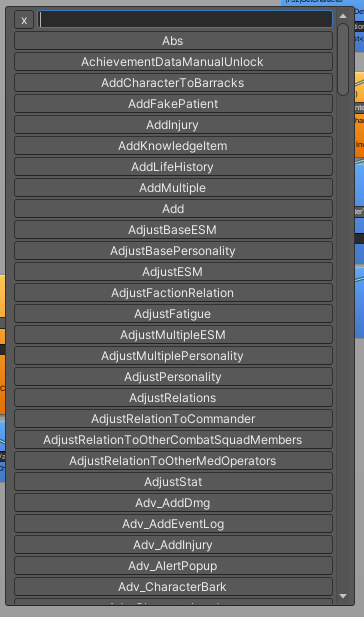 x
Abs
AchievementDataManualUnlock
AddCharacterToBarracks
AddFakePatient
AddInjury
AddKnowledgeItem
AddLifeHistory
AddMultiple
Add
AdjustBaseESM
AdjustBasePersonality
AdjustESM
AdjustFactionRelation
AdjustFatigue
AdjustMultipleESM
AdjustMultiplePersonality
AdjustPersonality
AdjustRelations
AdjustRelationToCommander
AdjustRelationToOtherCombatSquadMembers
AdjustRelationToOtherMedOperators
AdjustStat
Adv_AddDmg
Adv_AddEventLog
Adv_AddInjury
Adv_AlertPopup
Adv_CharacterBark